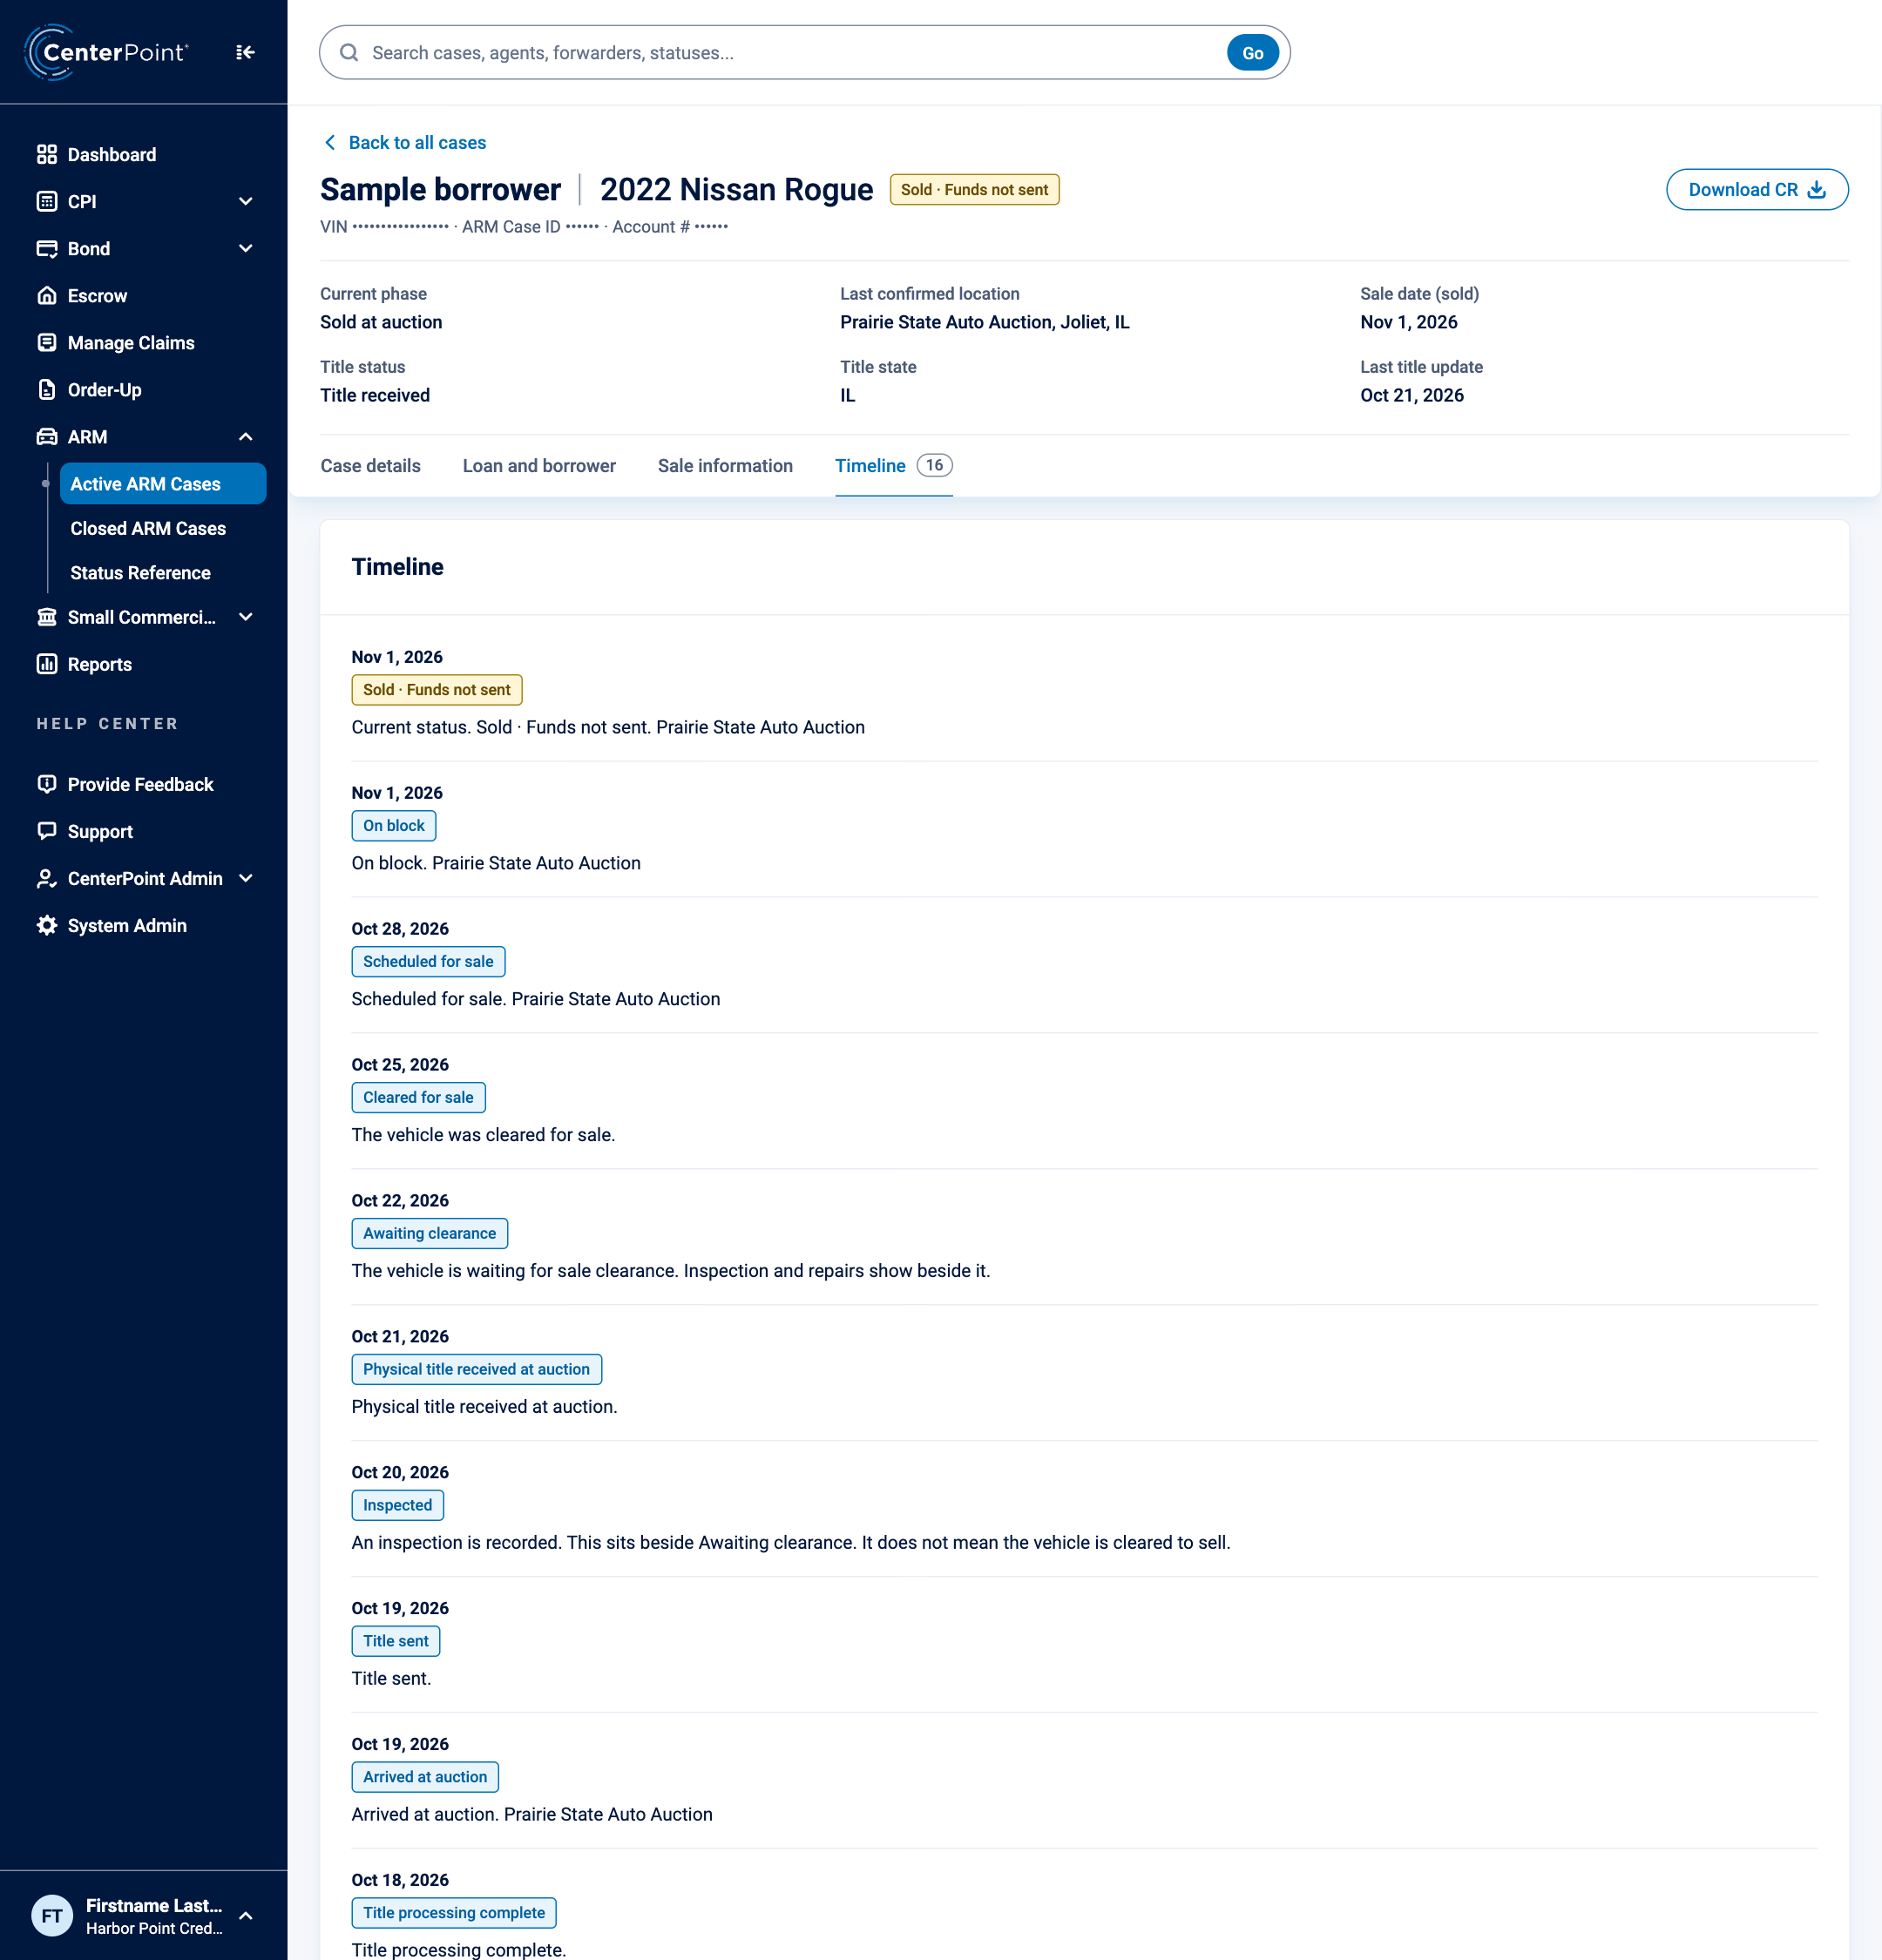 CenterPoint
Search cases, agents, forwarders, statuses...
Go
Dashboard
CPI
Bond
Escrow
Manage Claims
Order-Up
ARM
Active ARM Cases
Closed ARM Cases
Status Reference
Small Commerci...
Reports
HELP CENTER
Provide Feedback
Support
CenterPoint Admin
System Admin
FT
Firstname Last...
Harbor Point Cred...
Back to all cases
Sample borrower | 2022 Nissan Rogue
Sold · Funds not sent
Download CR
VIN ••••••••••••••••• · ARM Case ID •••••• · Account # ••••••
Current phase
Sold at auction
Last confirmed location
Prairie State Auto Auction, Joliet, IL
Sale date (sold)
Nov 1, 2026
Title status
Title received
Title state
IL
Last title update
Oct 21, 2026
Case details
Loan and borrower
Sale information
Timeline 16
Timeline
Nov 1, 2026
Sold · Funds not sent
Current status. Sold · Funds not sent. Prairie State Auto Auction
Nov 1, 2026
On block
On block. Prairie State Auto Auction
Oct 28, 2026
Scheduled for sale
Scheduled for sale. Prairie State Auto Auction
Oct 25, 2026
Cleared for sale
The vehicle was cleared for sale.
Oct 22, 2026
Awaiting clearance
The vehicle is waiting for sale clearance. Inspection and repairs show beside it.
Oct 21, 2026
Physical title received at auction
Physical title received at auction.
Oct 20, 2026
Inspected
An inspection is recorded. This sits beside Awaiting clearance. It does not mean the vehicle is cleared to sell.
Oct 19, 2026
Title sent
Title sent.
Oct 19, 2026
Arrived at auction
Arrived at auction. Prairie State Auto Auction
Oct 18, 2026
Title processing complete
Title processing complete.